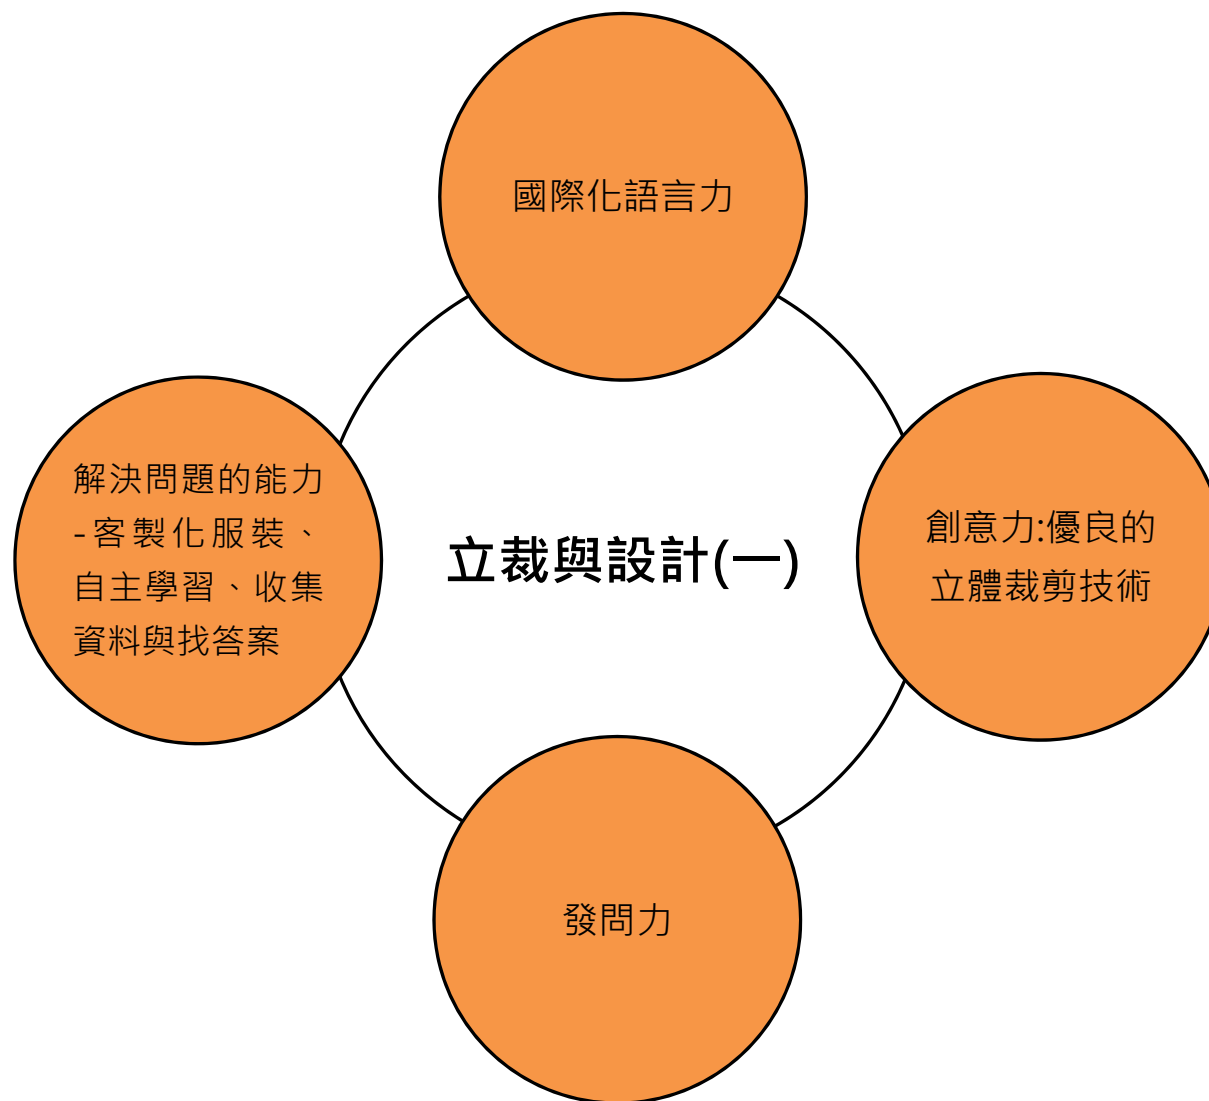 國際化語言力
解決問題的能力
-客製化服裝、
自主學習、收集
資料與找答案
立裁與設計(一)
創意力:優良的
立體裁剪技術
發問力